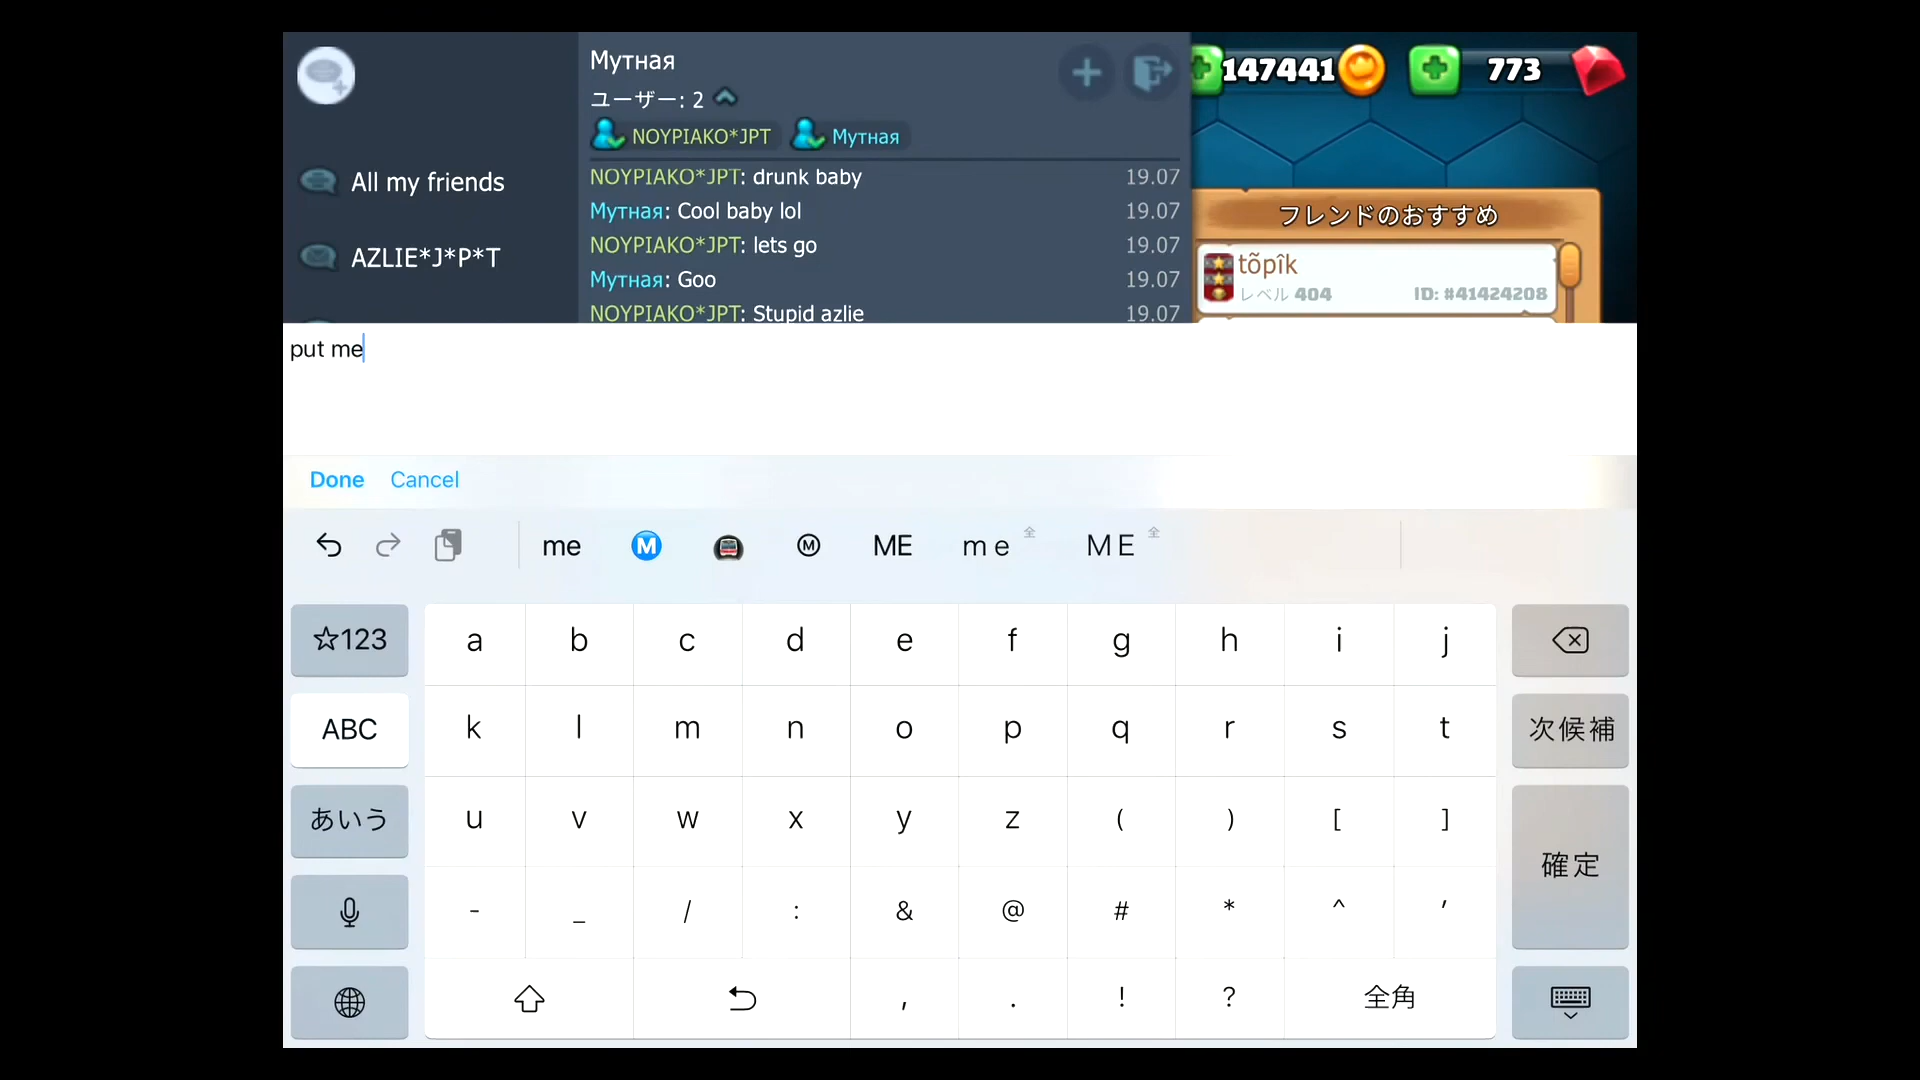 Мутная
ユーザー: 2
NOYPIAKO*JPT Мутная
NOYPIAKO*JPT: drunk baby 19.07
Мутная: Cool baby lol 19.07
NOYPIAKO*JPT: lets go 19.07
Мутная: Goo 19.07
NOYPIAKO*JPT: Stupid azlie 19.07
All my friends
AZLIE*J*P*T
147441 773
フレンドのおすすめ
tõpîk
レベル 404 ID: #41424208
put me
Done Cancel
me Ⓜ Ⓜ ME ｍｅ 全 ＭＥ 全
☆123 a b c d e f g h i j
ABC k l m n o p q r s t 次候補
あいう u v w x y z ( ) [ ] 確定
- _ / : & @ # * ^ ′
, . ! ? 全角